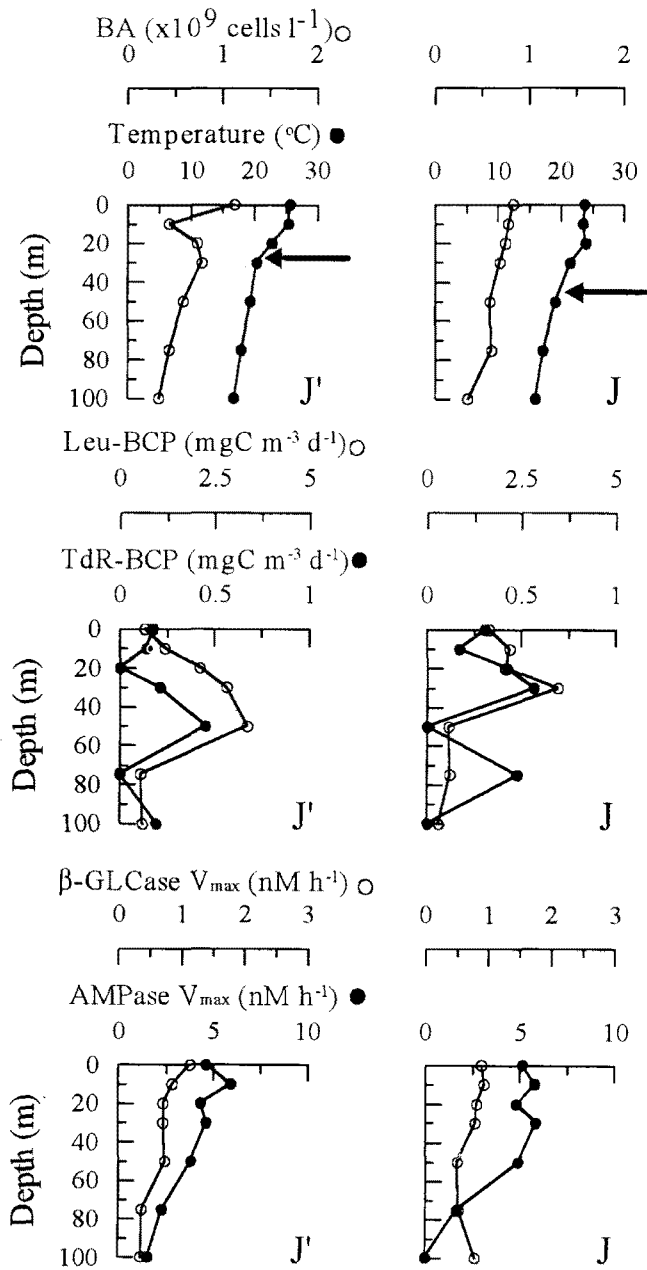 BA (x10⁹ cells l⁻¹)○
0 1 2 0 1 2
Temperature (°C) ●
0 10 20 30 0 10 20 30
0
20
40
60
80
100
Depth (m)
J' J
Leu-BCP (mgC m⁻³ d⁻¹)○
0 2.5 5 0 2.5 5
TdR-BCP (mgC m⁻³ d⁻¹)●
0 0.5 1 0 0.5 1
0
20
40
60
80
100
Depth (m)
J' J
β-GLCase Vmax (nM h⁻¹) ○
0 1 2 3 0 1 2 3
AMPase Vmax (nM h⁻¹) ●
0 5 10 0 5 10
0
20
40
60
80
100
Depth (m)
J' J